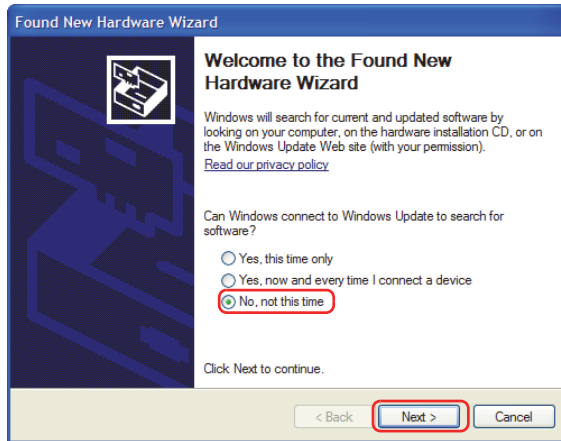 Found New Hardware Wizard
Welcome to the Found New
Hardware Wizard
Windows will search for current and updated software by
looking on your computer, on the hardware installation CD, or on
the Windows Update Web site (with your permission).
Read our privacy policy
Can Windows connect to Windows Update to search for
software?
Yes, this time only
Yes, now and every time I connect a device
No, not this time
Click Next to continue.
< Back Next > Cancel